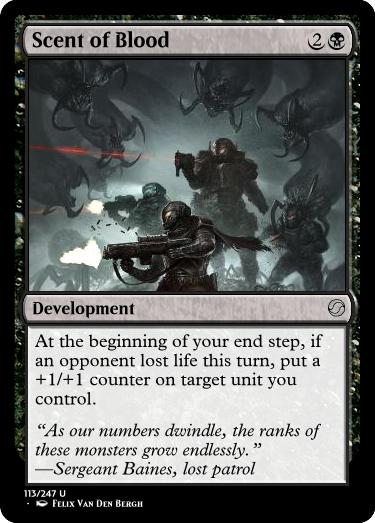 Scent of Blood 2
Development
At the beginning of your end step, if
an opponent lost life this turn, put a
+1/+1 counter on target unit you
control.
“As our numbers dwindle, the ranks of
these monsters grow endlessly.”
—Sergeant Baines, lost patrol
113/247 U
· Felix Van Den Bergh